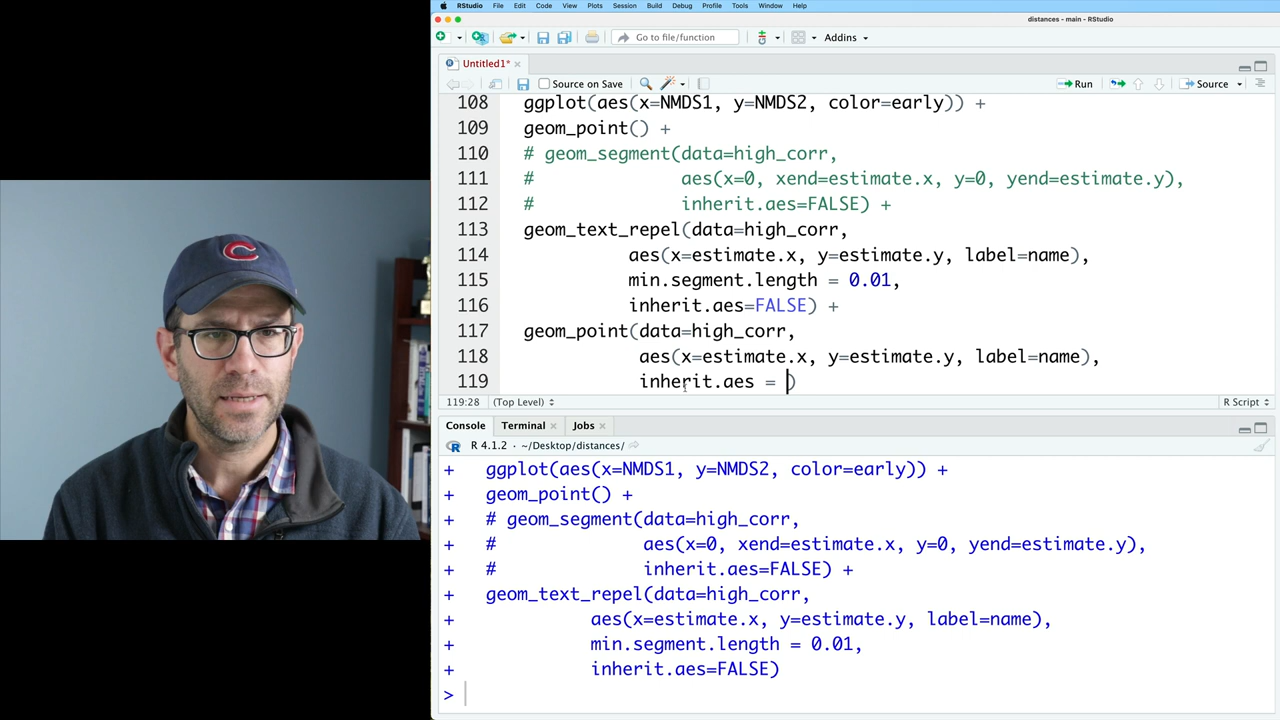 RStudio File Edit Code View Plots Session Build Debug Profile Tools Window Help
distances - main - RStudio
Go to file/function Addins
Untitled1*
Source on Save Run Source
108 ggplot(aes(x=NMDS1, y=NMDS2, color=early)) +
109 geom_point() +
110 # geom_segment(data=high_corr,
111 # aes(x=0, xend=estimate.x, y=0, yend=estimate.y),
112 # inherit.aes=FALSE) +
113 geom_text_repel(data=high_corr,
114 aes(x=estimate.x, y=estimate.y, label=name),
115 min.segment.length = 0.01,
116 inherit.aes=FALSE) +
117 geom_point(data=high_corr,
118 aes(x=estimate.x, y=estimate.y, label=name),
119 inherit.aes = )
119:28 (Top Level) R Script
Console Terminal Jobs
R 4.1.2 · ~/Desktop/distances/
+ ggplot(aes(x=NMDS1, y=NMDS2, color=early)) +
+ geom_point() +
+ # geom_segment(data=high_corr,
+ # aes(x=0, xend=estimate.x, y=0, yend=estimate.y),
+ # inherit.aes=FALSE) +
+ geom_text_repel(data=high_corr,
+ aes(x=estimate.x, y=estimate.y, label=name),
+ min.segment.length = 0.01,
+ inherit.aes=FALSE)
>
C